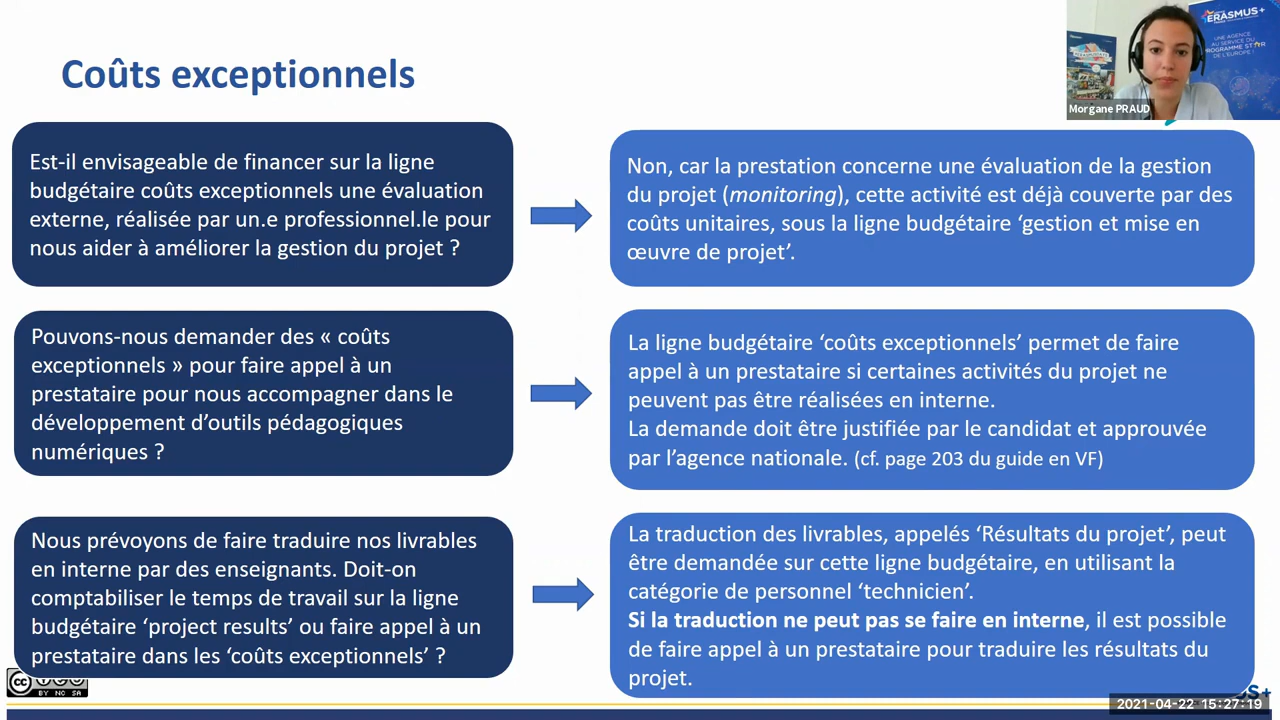 Coûts exceptionnels
ERASMUS+
UNE AGENCE
AU SERVICE DU
DE L'EUROPE !
Morgane PRAUD
Est-il envisageable de financer sur la ligne
budgétaire coûts exceptionnels une évaluation
externe, réalisée par un.e professionnel.le pour
nous aider à améliorer la gestion du projet ?
Non, car la prestation concerne une évaluation de la gestion
du projet (monitoring), cette activité est déjà couverte par des
coûts unitaires, sous la ligne budgétaire ‘gestion et mise en
œuvre de projet’.
Pouvons-nous demander des « coûts
exceptionnels » pour faire appel à un
prestataire pour nous accompagner dans le
développement d’outils pédagogiques
numériques ?
La ligne budgétaire ‘coûts exceptionnels’ permet de faire
appel à un prestataire si certaines activités du projet ne
peuvent pas être réalisées en interne.
La demande doit être justifiée par le candidat et approuvée
par l’agence nationale. (cf. page 203 du guide en VF)
Nous prévoyons de faire traduire nos livrables
en interne par des enseignants. Doit-on
comptabiliser le temps de travail sur la ligne
budgétaire ‘project results’ ou faire appel à un
prestataire dans les ‘coûts exceptionnels’ ?
La traduction des livrables, appelés ‘Résultats du projet’, peut
être demandée sur cette ligne budgétaire, en utilisant la
catégorie de personnel ‘technicien’.
Si la traduction ne peut pas se faire en interne, il est possible
de faire appel à un prestataire pour traduire les résultats du
projet.
cc
BY NC SA
2021-04-22 15:27:19